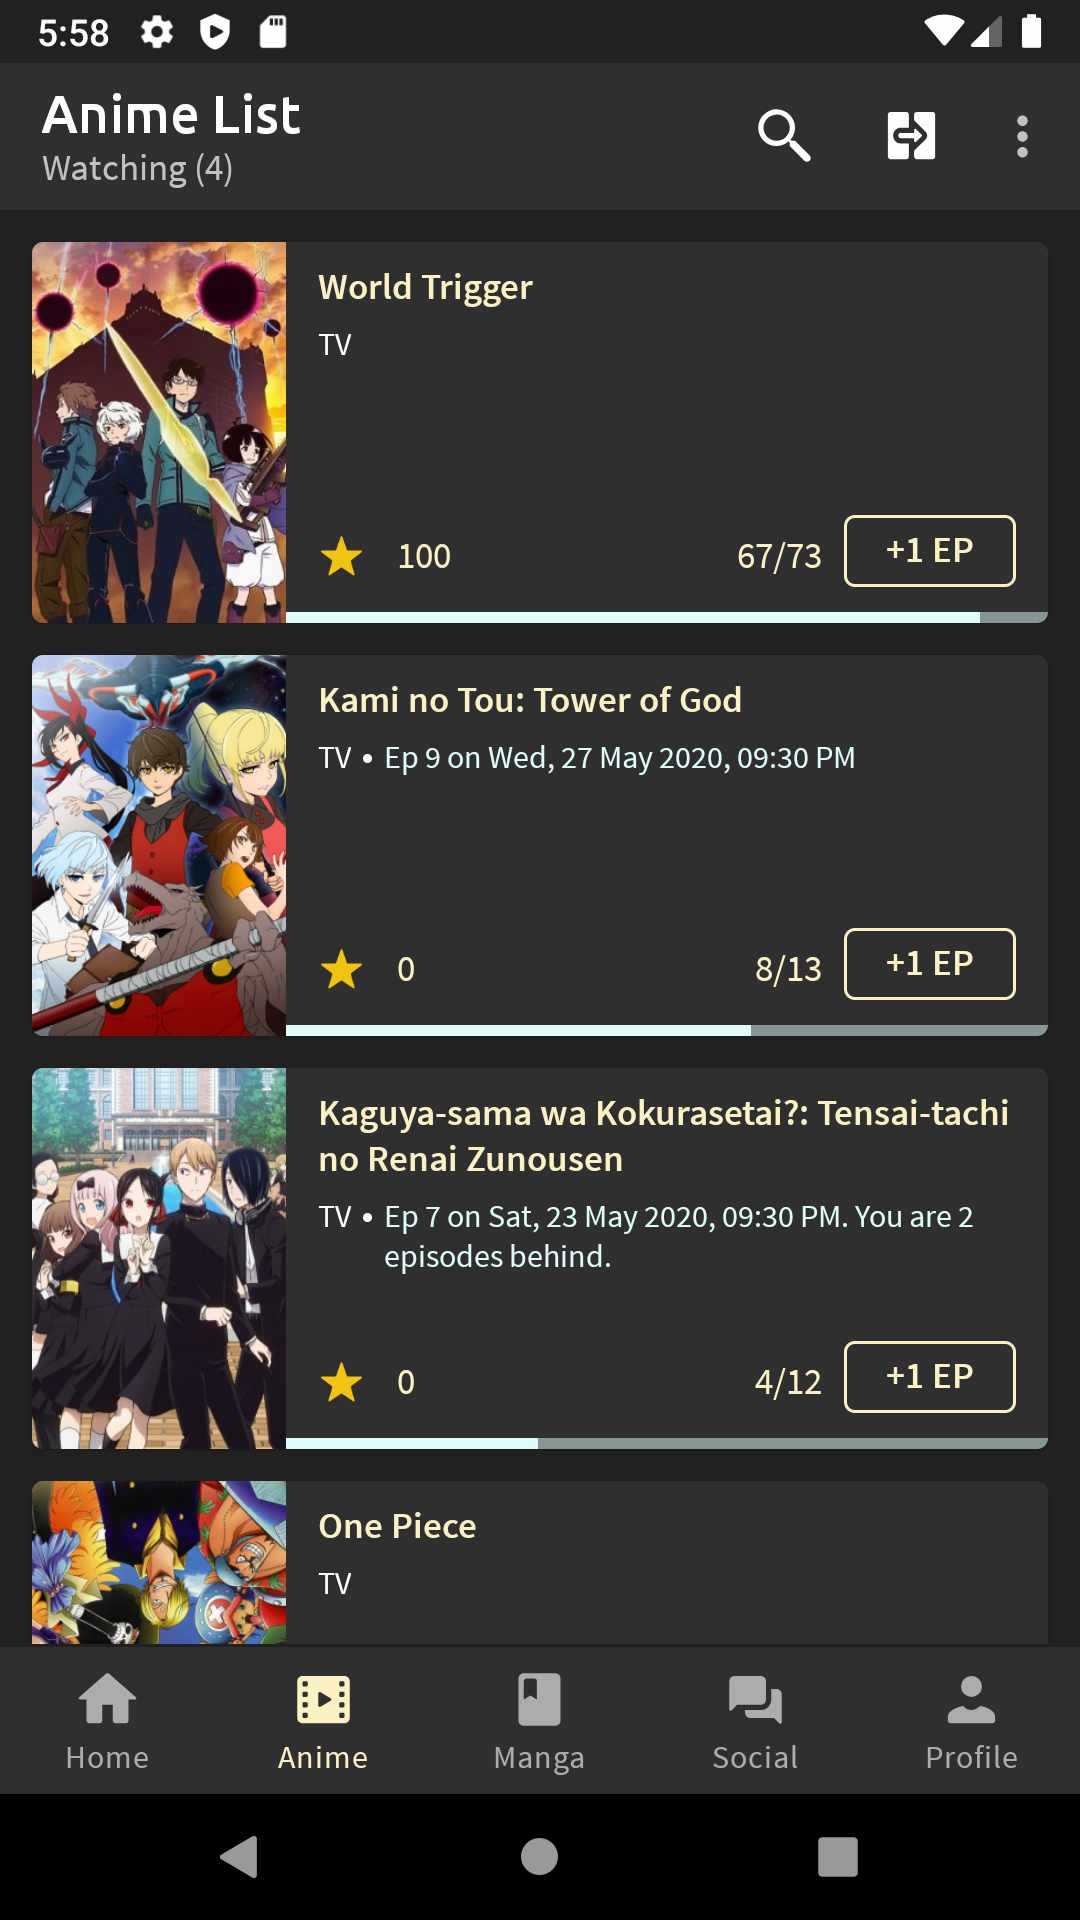 5:58
Anime List
Watching (4)
World Trigger
TV
100
67/73
+1 EP
Kami no Tou: Tower of God
TV • Ep 9 on Wed, 27 May 2020, 09:30 PM
0
8/13
+1 EP
Kaguya-sama wa Kokurasetai?: Tensai-tachi
no Renai Zunousen
TV • Ep 7 on Sat, 23 May 2020, 09:30 PM. You are 2
episodes behind.
0
4/12
+1 EP
One Piece
TV
Home
Anime
Manga
Social
Profile